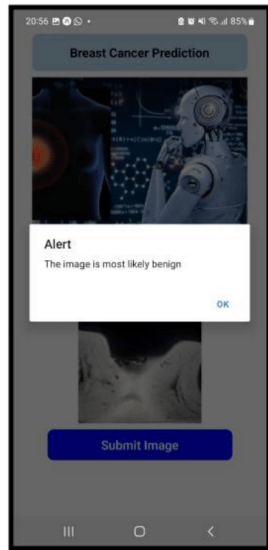 20:56
85%
Breast Cancer Prediction
Alert
The image is most likely benign
OK
Submit Image